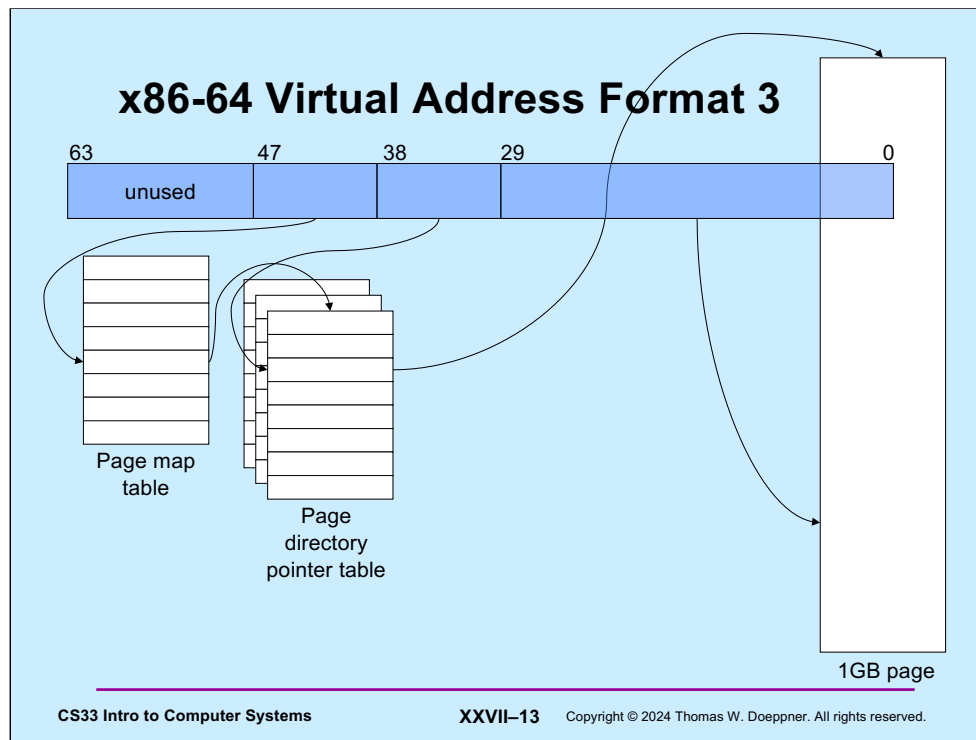 x86-64 Virtual Address Format 3
63 47 38 29 0
unused
Page map
table
Page
directory
pointer table
1GB page
CS33 Intro to Computer Systems XXVII–13 Copyright © 2024 Thomas W. Doeppner. All rights reserved.